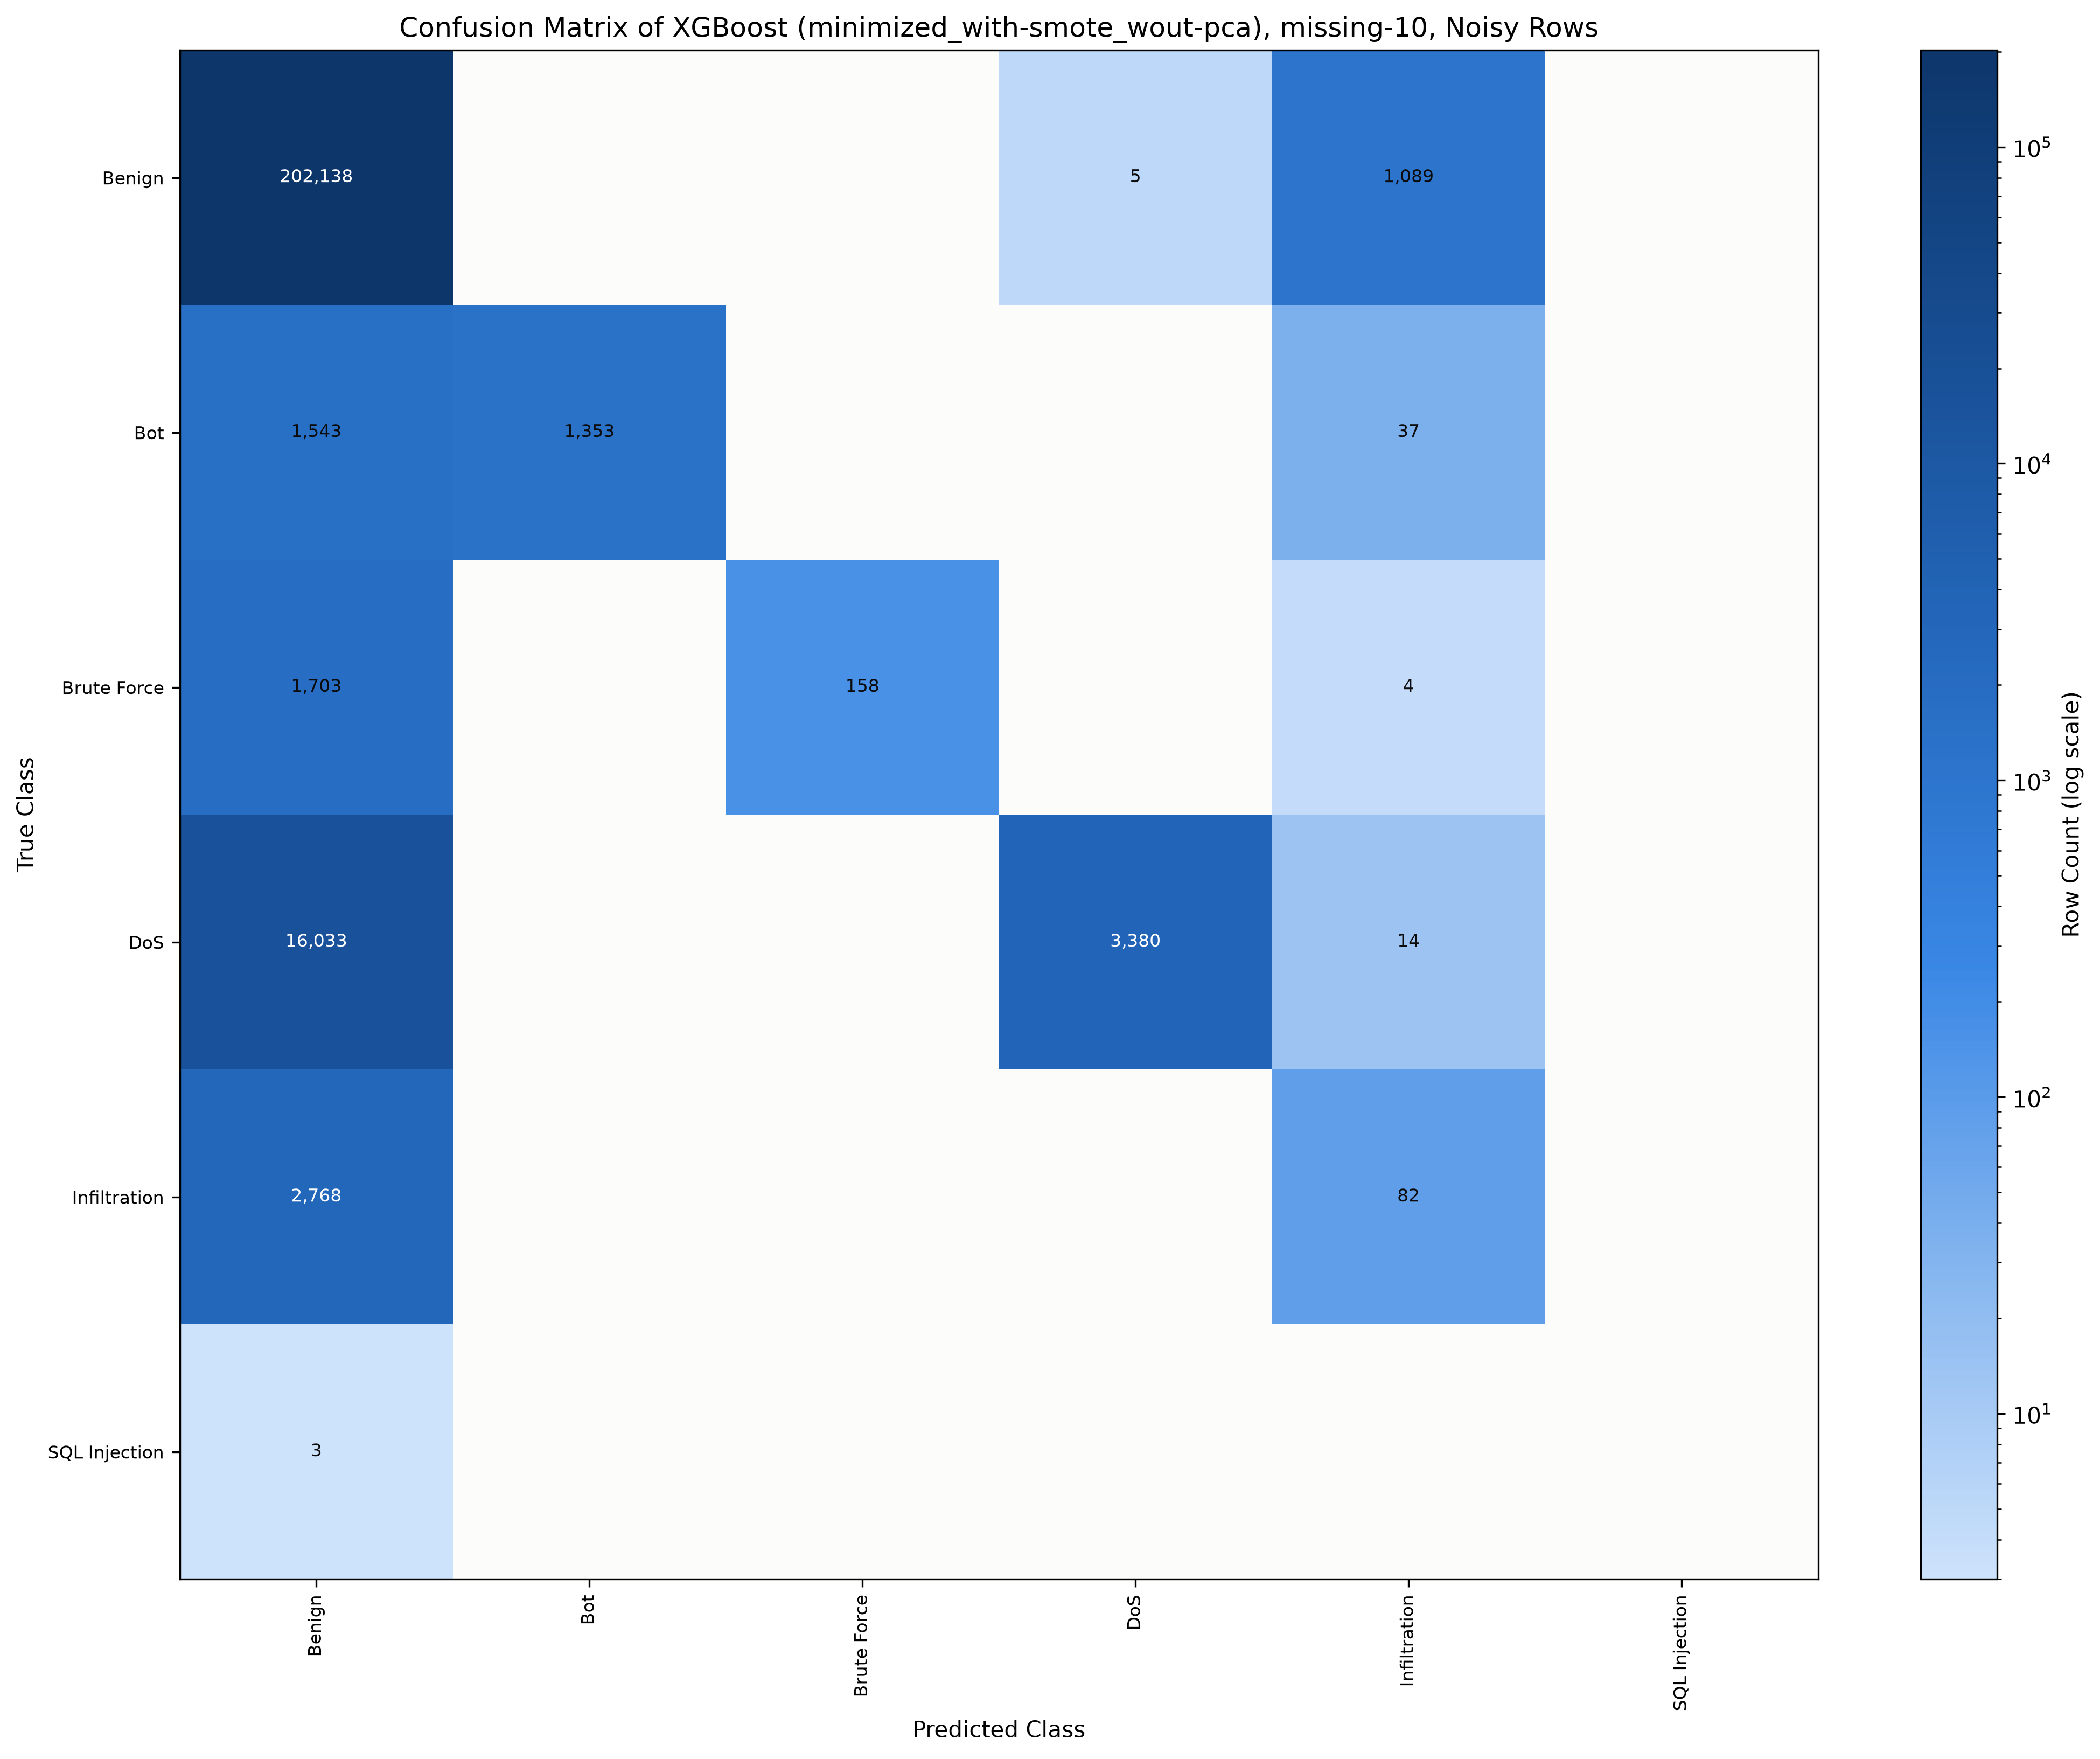 Confusion Matrix of XGBoost (minimized_with-smote_wout-pca), missing-10, Noisy Rows
True Class
Benign 202,138 5 1,089
Bot 1,543 1,353 37
Brute Force 1,703 158 4
DoS 16,033 3,380 14
Infiltration 2,768 82
SQL Injection 3
Benign
Bot
Brute Force
DoS
Infiltration
SQL Injection
Predicted Class
10⁵
10⁴
10³
10²
10¹
Row Count (log scale)